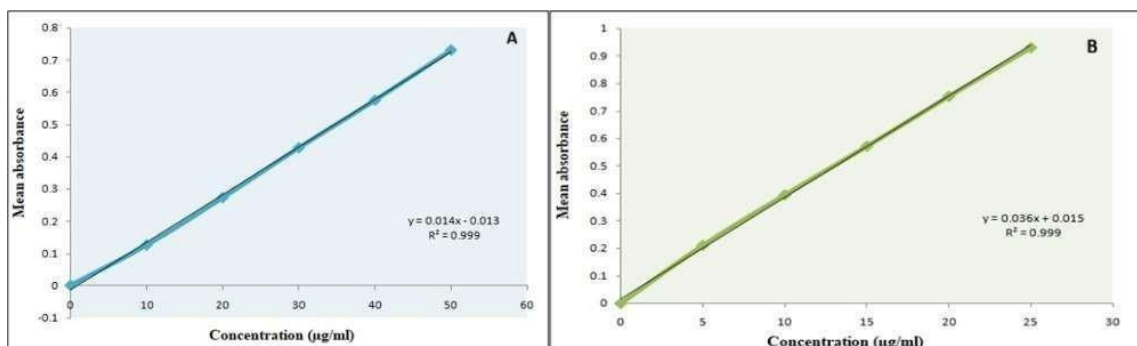 A
Mean absorbance
0.8
0.7
0.6
0.5
0.4
0.3
0.2
0.1
0
-0.1
y = 0.014x - 0.013
R² = 0.999
0 10 20 30 40 50 60
Concentration (µg/ml)
B
Mean absorbance
1
0.9
0.8
0.7
0.6
0.5
0.4
0.3
0.2
0.1
0
y = 0.036x + 0.015
R² = 0.999
0 5 10 15 20 25 30
Concentration (µg/ml)